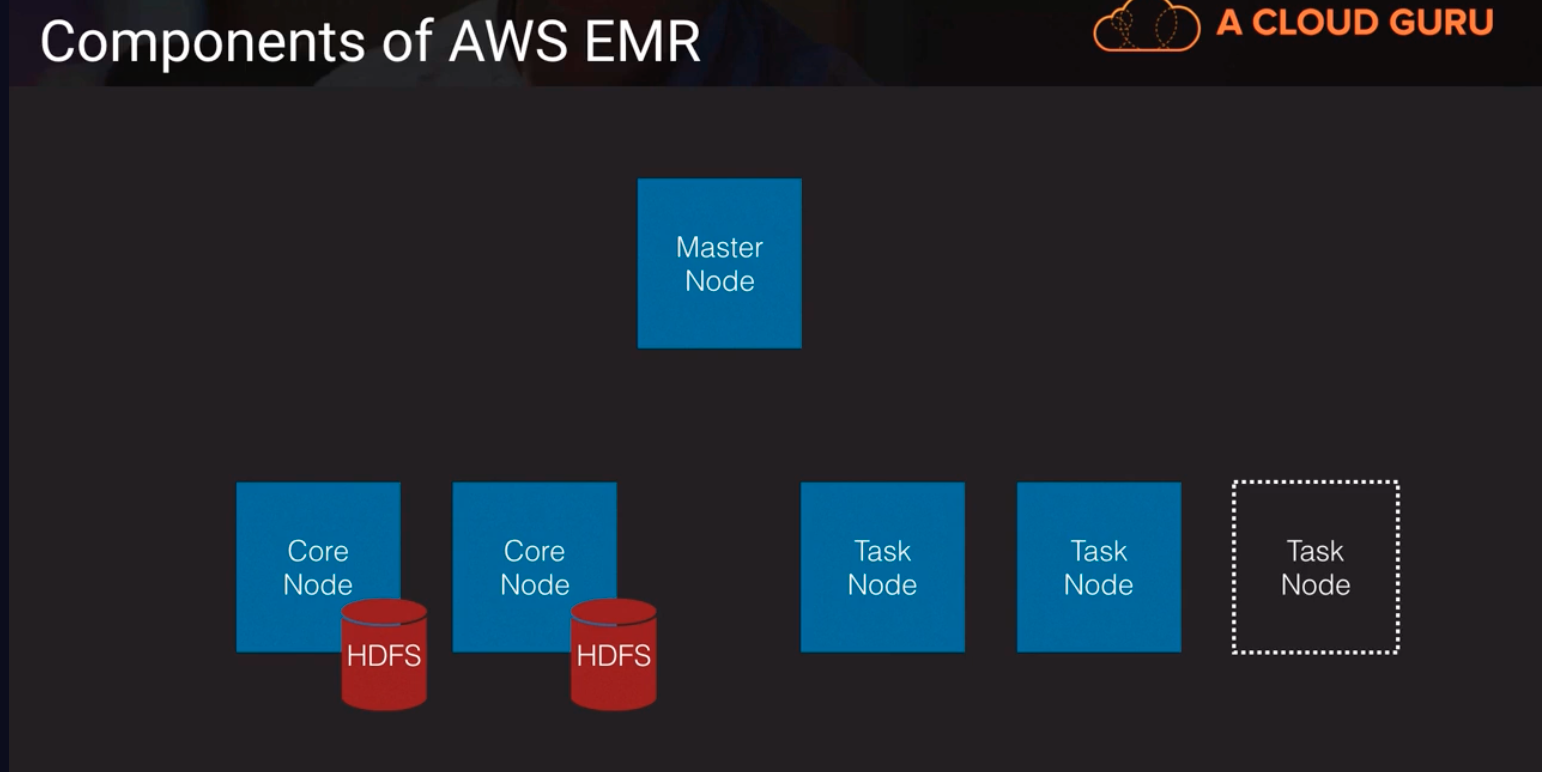 Components of AWS EMR
A CLOUD GURU
Master
Node
Core
Node
HDFS
Core
Node
HDFS
Task
Node
Task
Node
Task
Node